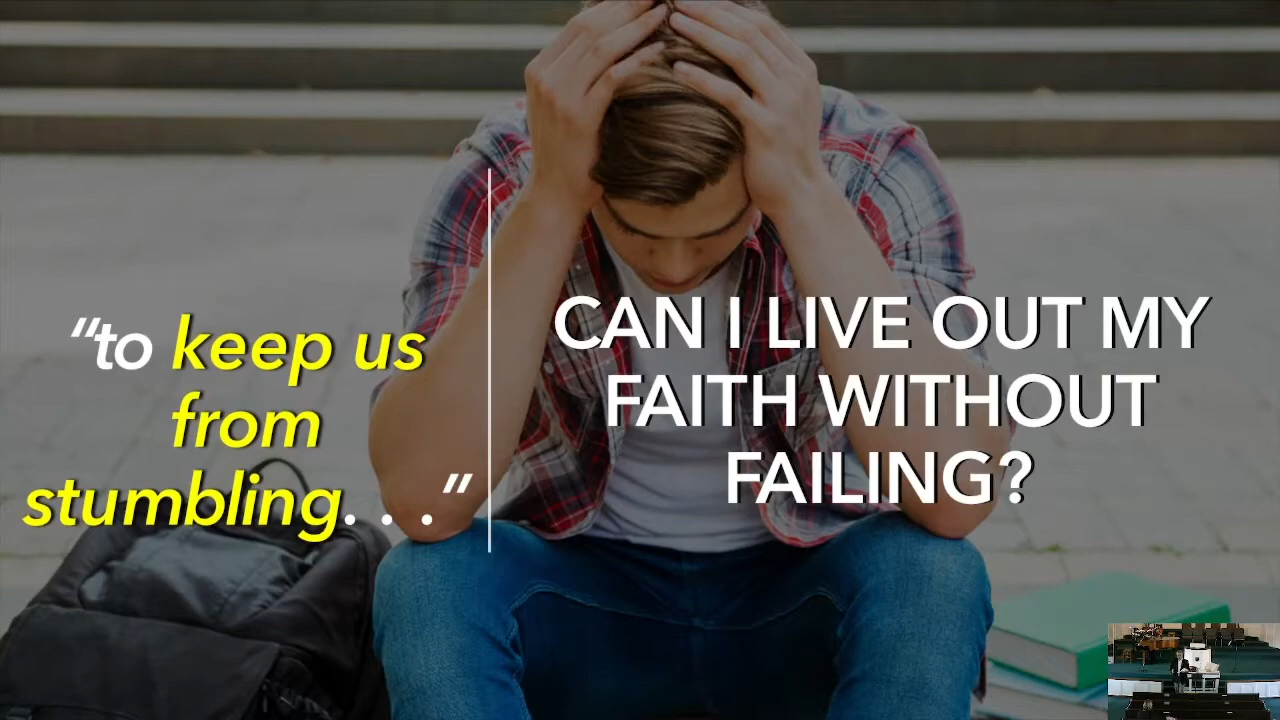 “to keep us
from
stumbling. . .”
CAN I LIVE OUT MY
FAITH WITHOUT
FAILING?